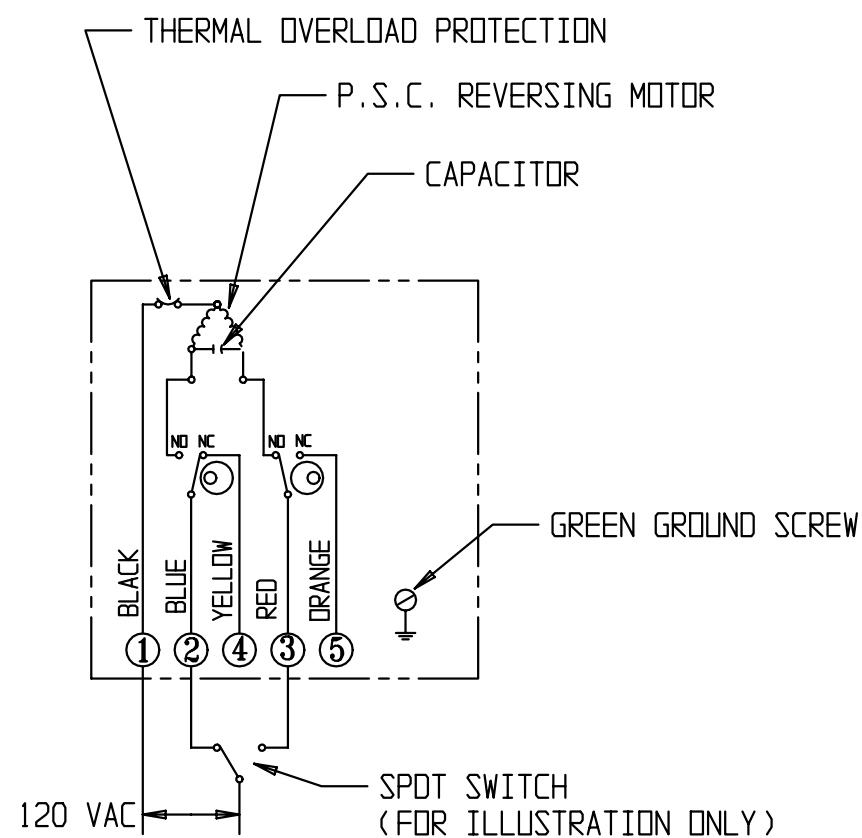 THERMAL OVERLOAD PROTECTION
P.S.C. REVERSING MOTOR
CAPACITOR
NO NC NO NC
GREEN GROUND SCREW
BLACK
BLUE
YELLOW
RED
ORANGE
1 2 4 3 5
SPDT SWITCH
(FOR ILLUSTRATION ONLY)
120 VAC